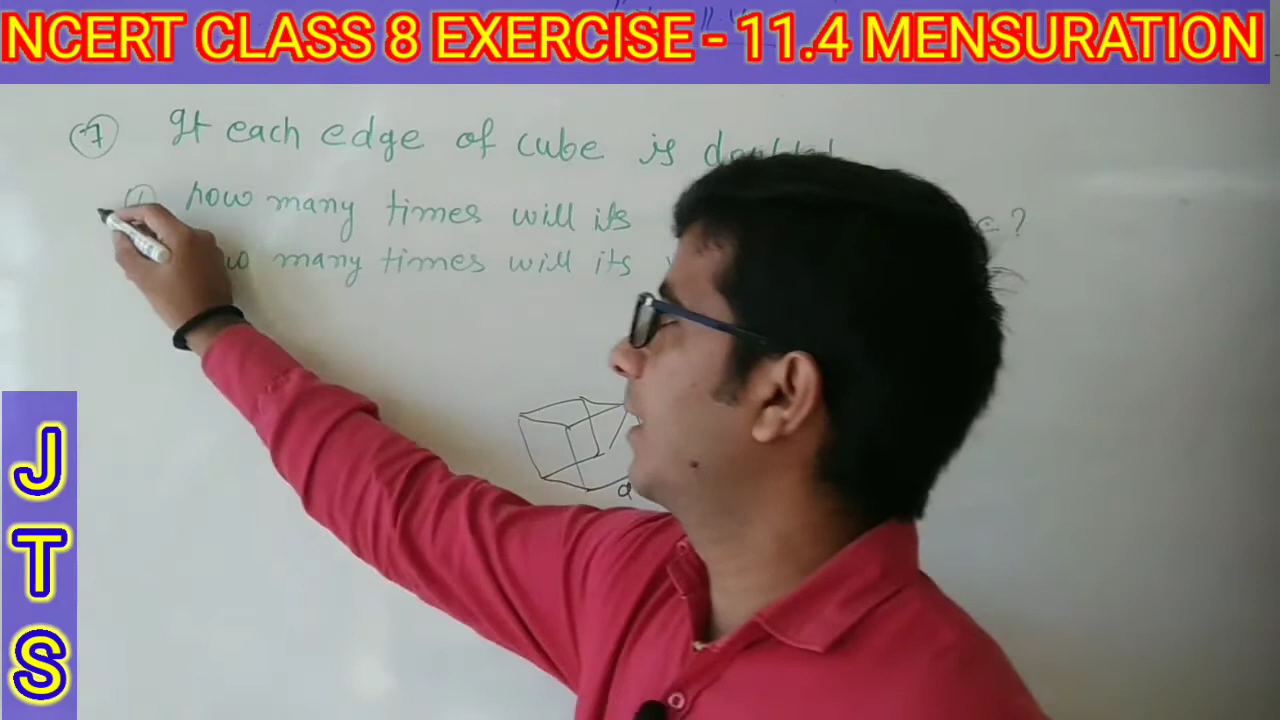 NCERT CLASS 8 EXERCISE - 11.4 MENSURATION
7 If each edge of cube is
how many times will its ?
many times will its
a
J
T
S